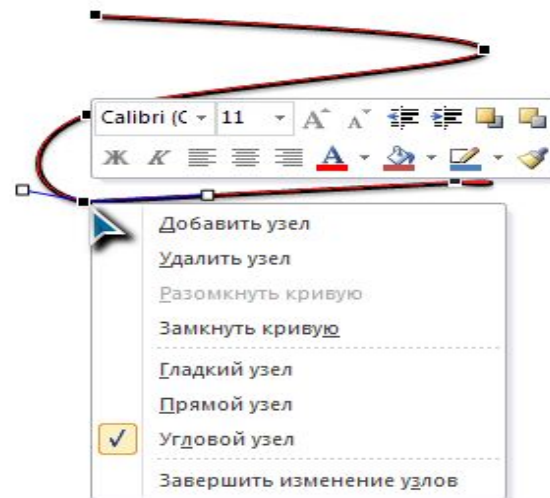 Calibri (С 11 А А
Ж К А
Добавить узел
Удалить узел
Разомкнуть кривую
Замкнуть кривую
Гладкий узел
Прямой узел
Угловой узел
Завершить изменение узлов